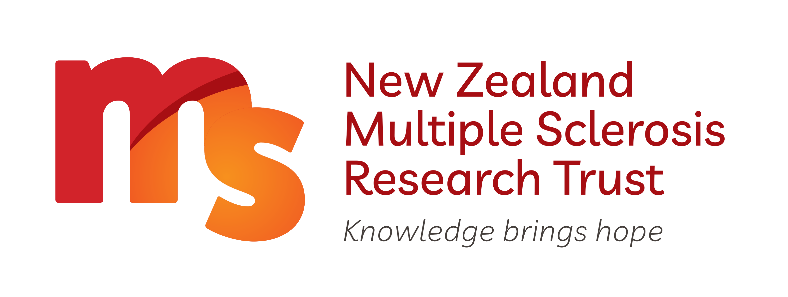 ms
New Zealand
Multiple Sclerosis
Research Trust
Knowledge brings hope